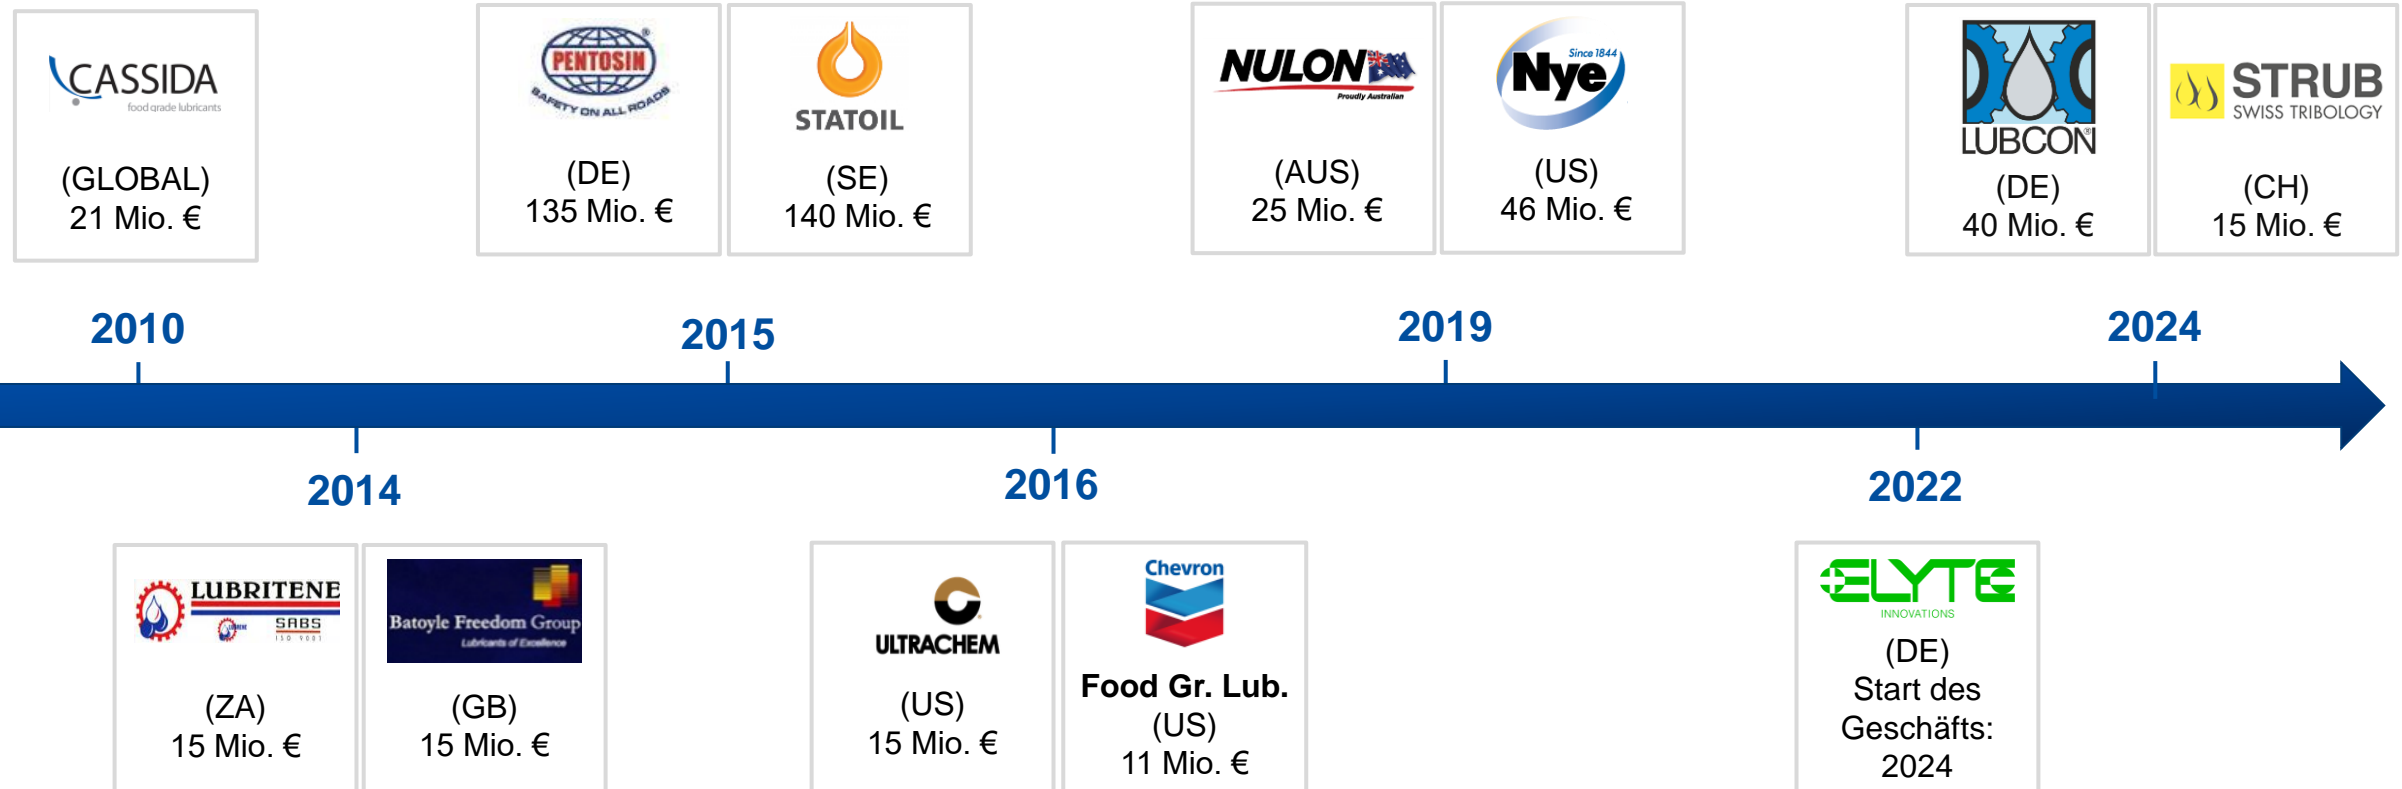 CASSIDA
food grade lubricants
(GLOBAL)
21 Mio. €
PENTOSIN
SAFETY ON ALL ROADS
(DE)
135 Mio. €
STATOIL
(SE)
140 Mio. €
NULON
Proudly Australian
(AUS)
25 Mio. €
Since 1844
Nye
(US)
46 Mio. €
LUBCON®
(DE)
40 Mio. €
STRUB
SWISS TRIBOLOGY
(CH)
15 Mio. €
2010
2015
2019
2024
2014
2016
2022
LUBRITENE
SABS
ISO 9001
(ZA)
15 Mio. €
Batoyle Freedom Group
Lubricants of Excellence
(GB)
15 Mio. €
ULTRACHEM
(US)
15 Mio. €
Chevron
Food Gr. Lub.
(US)
11 Mio. €
ELYTE
INNOVATIONS
(DE)
Start des
Geschäfts:
2024